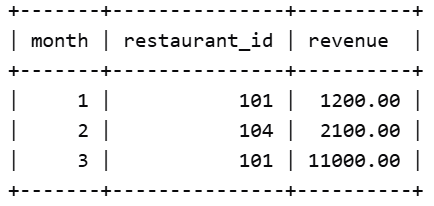 +-------+---------------+----------+
| month | restaurant_id | revenue  |
+-------+---------------+----------+
|     1 |           101 |  1200.00 |
|     2 |           104 |  2100.00 |
|     3 |           101 | 11000.00 |
+-------+---------------+----------+